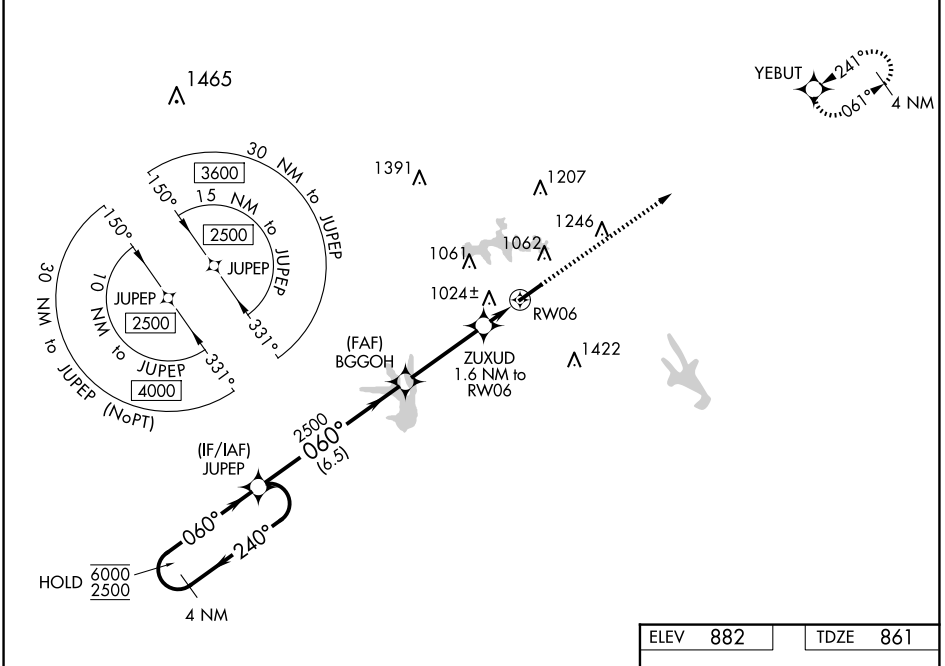 1465
YEBUT
241°
061°
4 NM
30 NM to JUPEP
3600
150°
15 NM to JUPEP
2500
JUPEP
331°
1391
1207
1246
1061
1062
1024±
RW06
150°
30 NM to JUPEP (NoPT)
10 NM to JUPEP
JUPEP
2500
4000
331°
(FAF)
BGGOH
ZUXUD
1.6 NM to
RW06
1422
2500
060°
(6.5)
(IF/IAF)
JUPEP
060°
240°
HOLD 6000
2500
4 NM
ELEV 882 TDZE 861